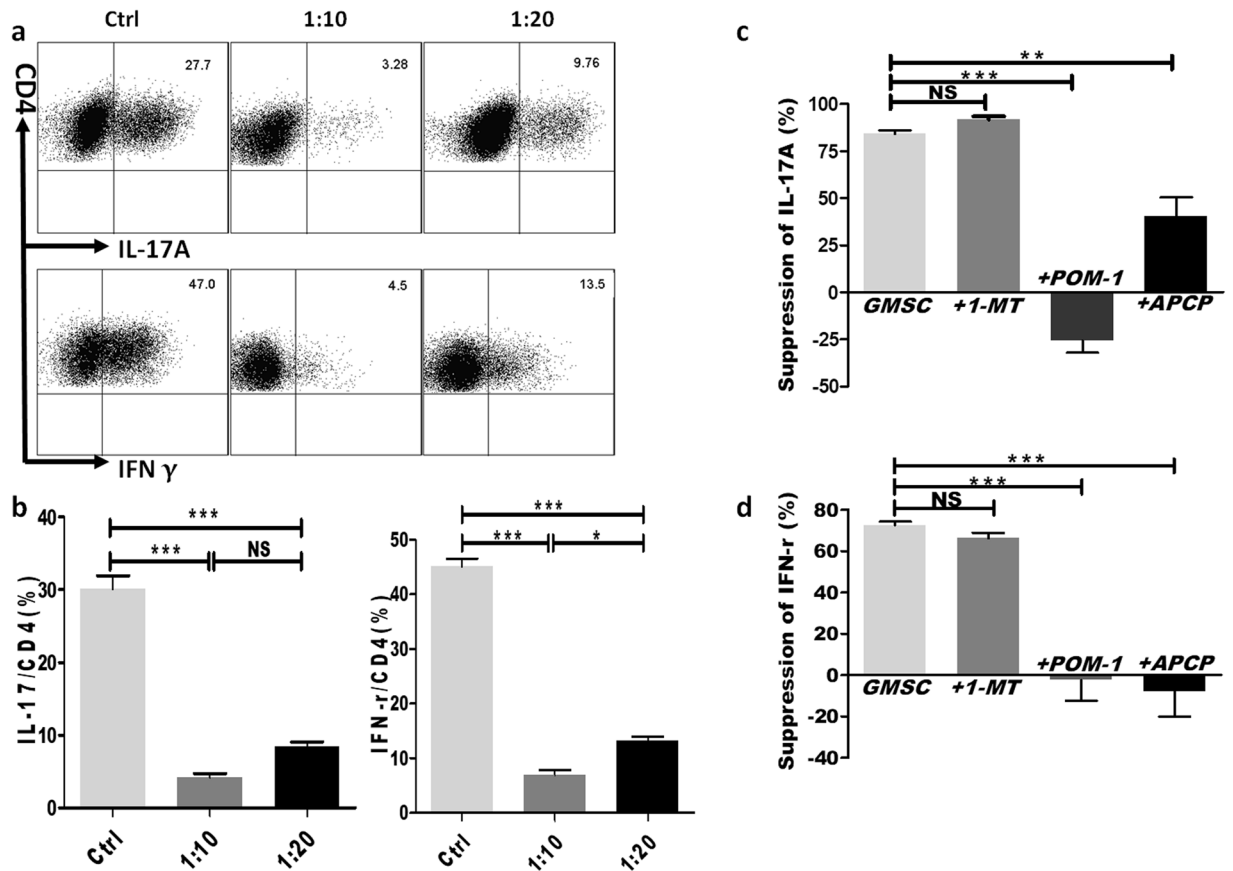 a
Ctrl 1:10 1:20
CD4
27.7 3.28 9.76
IL-17A
47.0 4.5 13.5
IFN γ
b
IL-17/CD4(%)
40
30
20
10
0
***
*** NS
Ctrl 1:10 1:20
IFN-r/CD4(%)
50
40
30
20
10
0
***
*** *
Ctrl 1:10 1:20
c
Suppression of IL-17A (%)
100
75
50
25
0
-25
-50
**
***
NS
GMSC +1-MT +POM-1 +APCP
d
Suppression of IFN-r (%)
80
60
40
20
0
-20
-40
***
***
NS
GMSC +1-MT +POM-1 +APCP